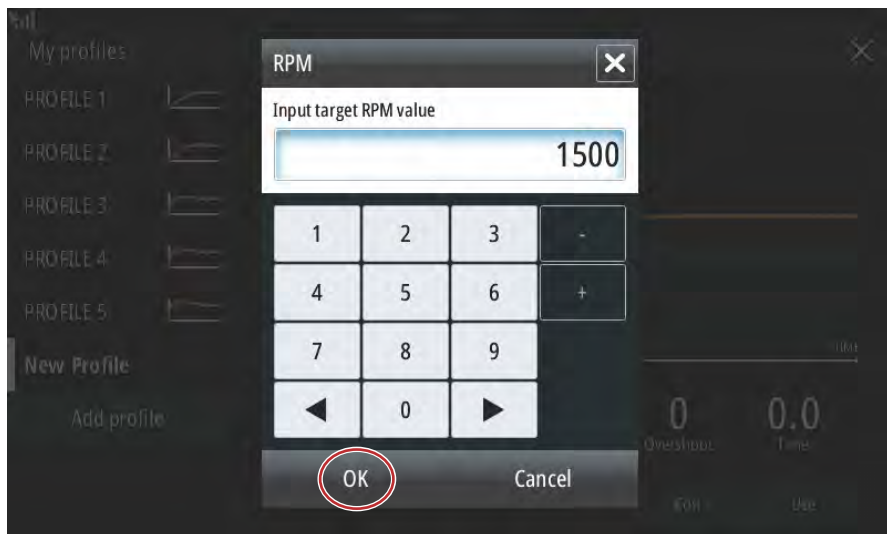 My profiles
PROFILE 1
PROFILE 2
PROFILE 3
PROFILE 4
PROFILE 5
New Profile
Add profile
RPM
Input target RPM value
1500
1 2 3 -
4 5 6 +
7 8 9
0
OK Cancel
0 0.0
Overshoot Time
Edit Use